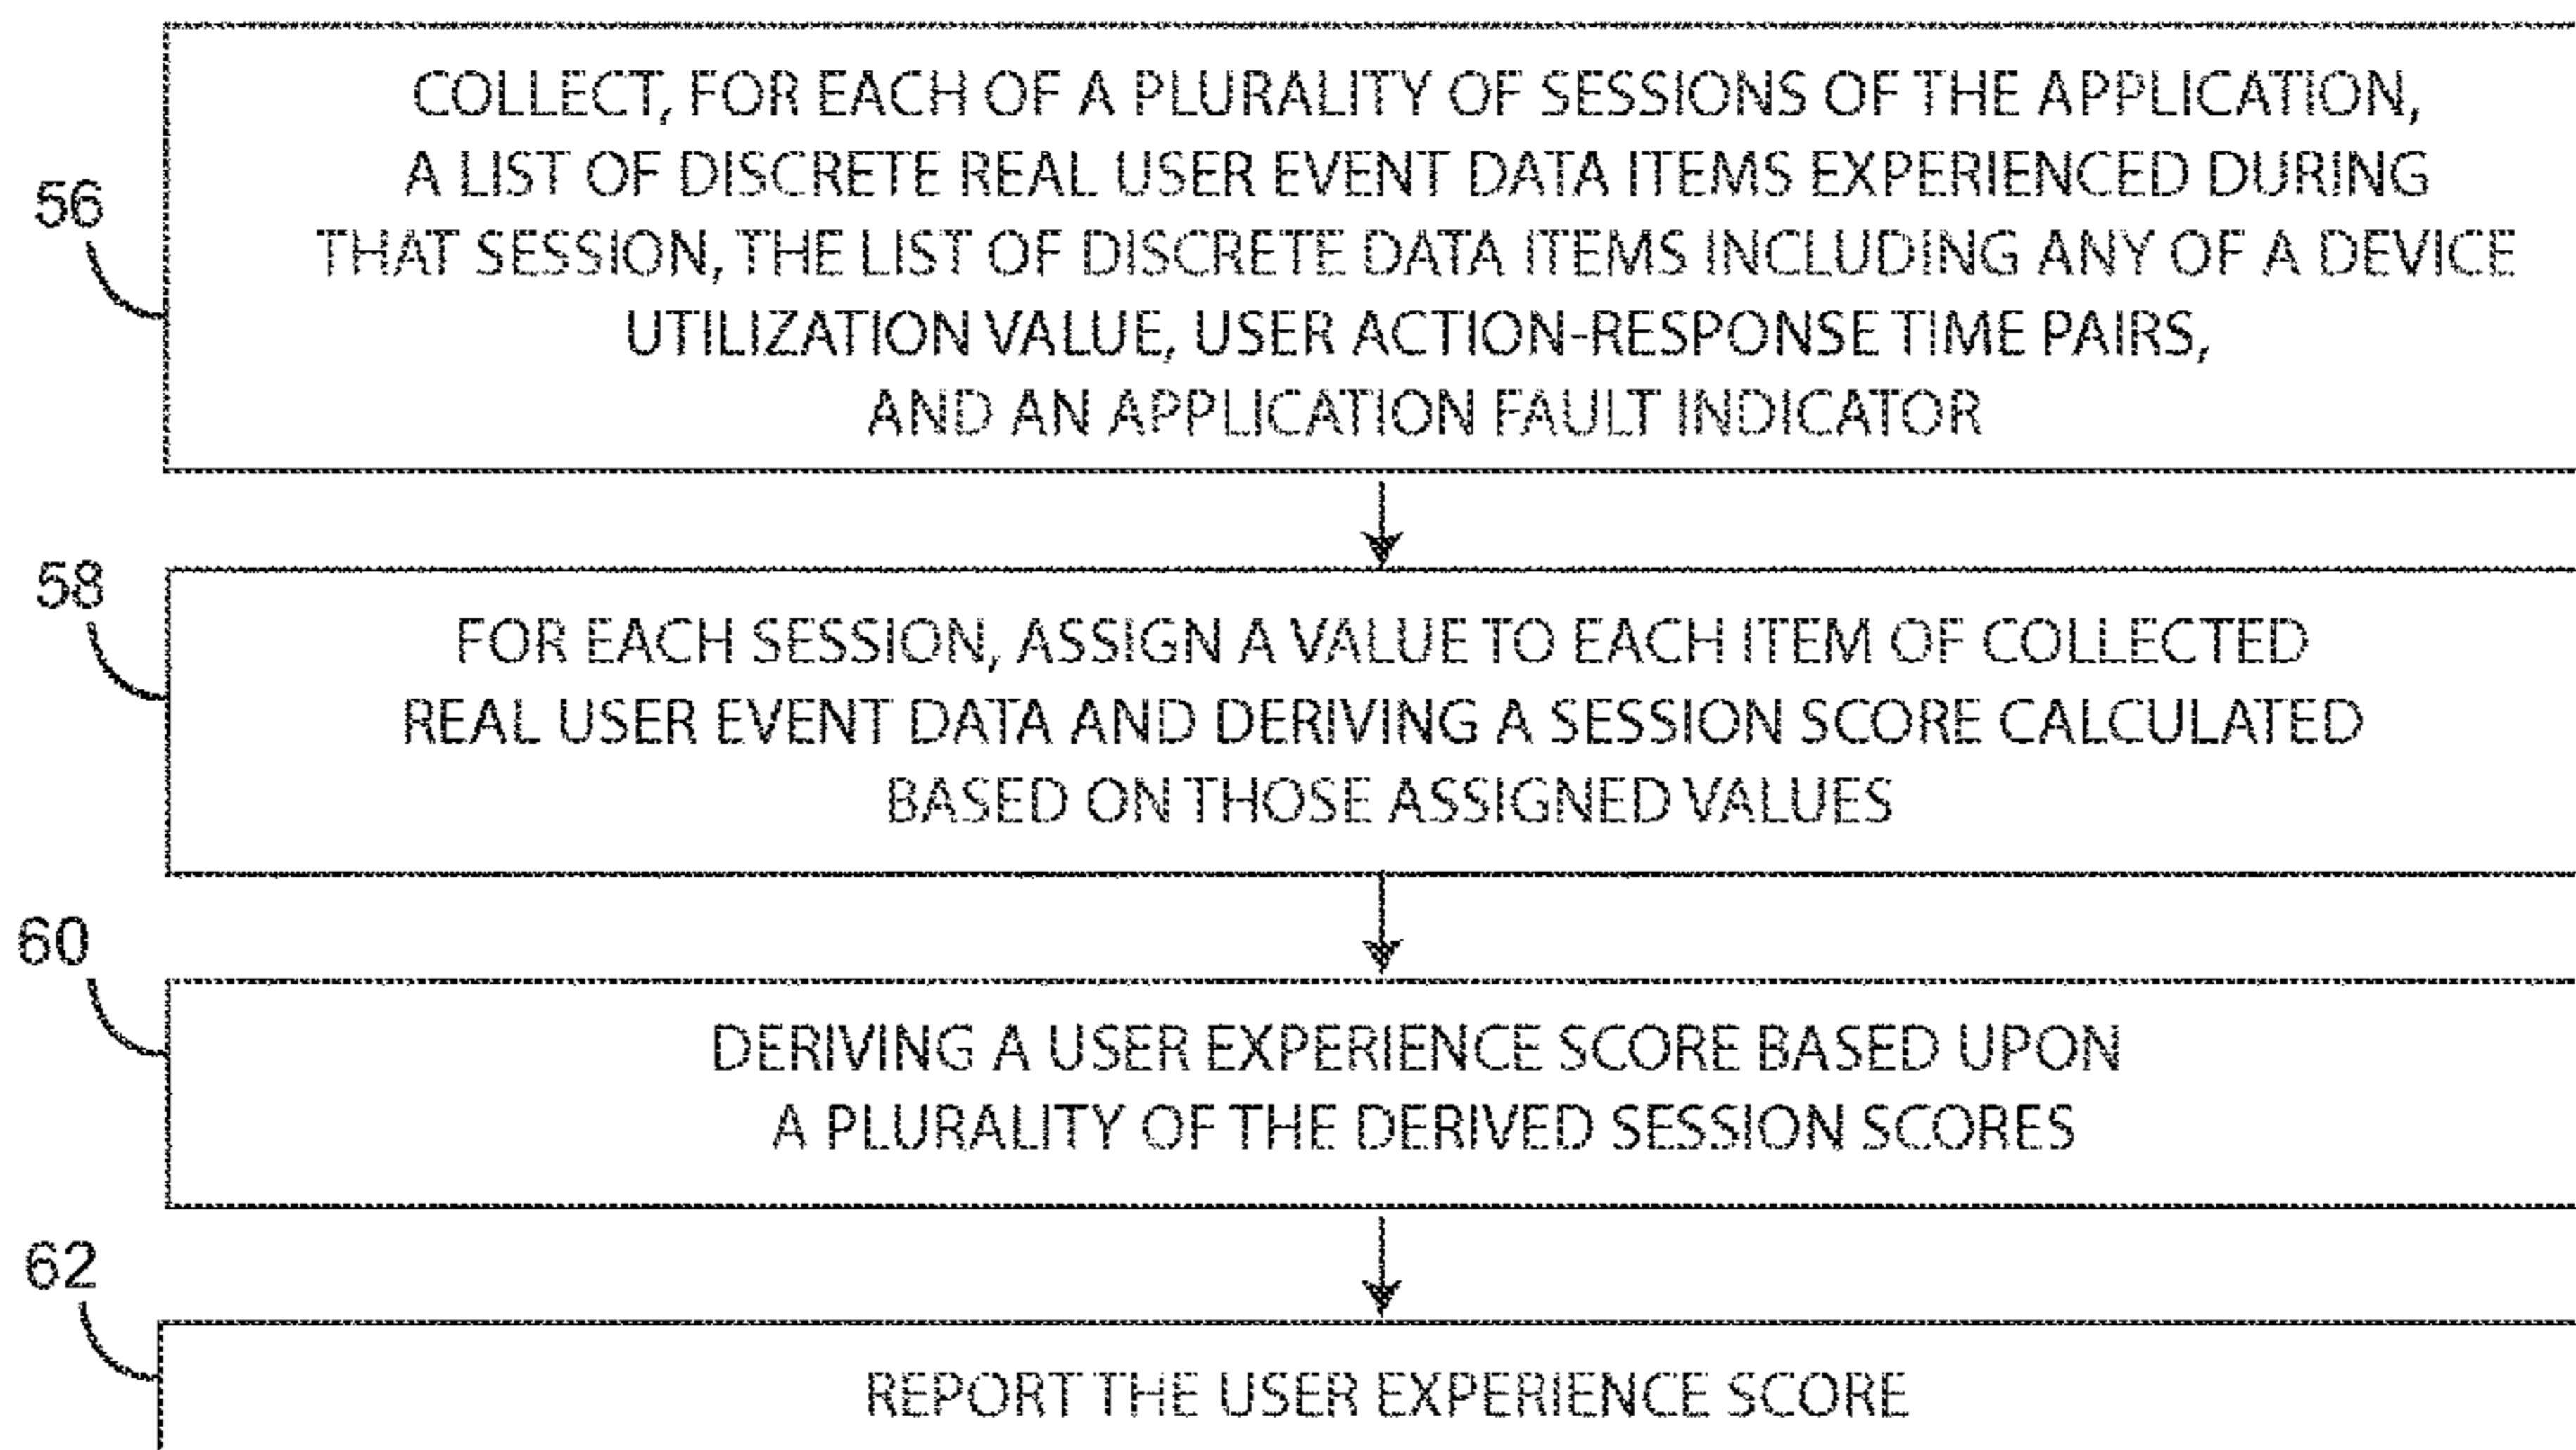 56
COLLECT, FOR EACH OF A PLURALITY OF SESSIONS OF THE APPLICATION,
A LIST OF DISCRETE REAL USER EVENT DATA ITEMS EXPERIENCED DURING
THAT SESSION, THE LIST OF DISCRETE DATA ITEMS INCLUDING ANY OF A DEVICE
UTILIZATION VALUE, USER ACTION-RESPONSE TIME PAIRS,
AND AN APPLICATION FAULT INDICATOR
58
FOR EACH SESSION, ASSIGN A VALUE TO EACH ITEM OF COLLECTED
REAL USER EVENT DATA AND DERIVING A SESSION SCORE CALCULATED
BASED ON THOSE ASSIGNED VALUES
60
DERIVING A USER EXPERIENCE SCORE BASED UPON
A PLURALITY OF THE DERIVED SESSION SCORES
62
REPORT THE USER EXPERIENCE SCORE